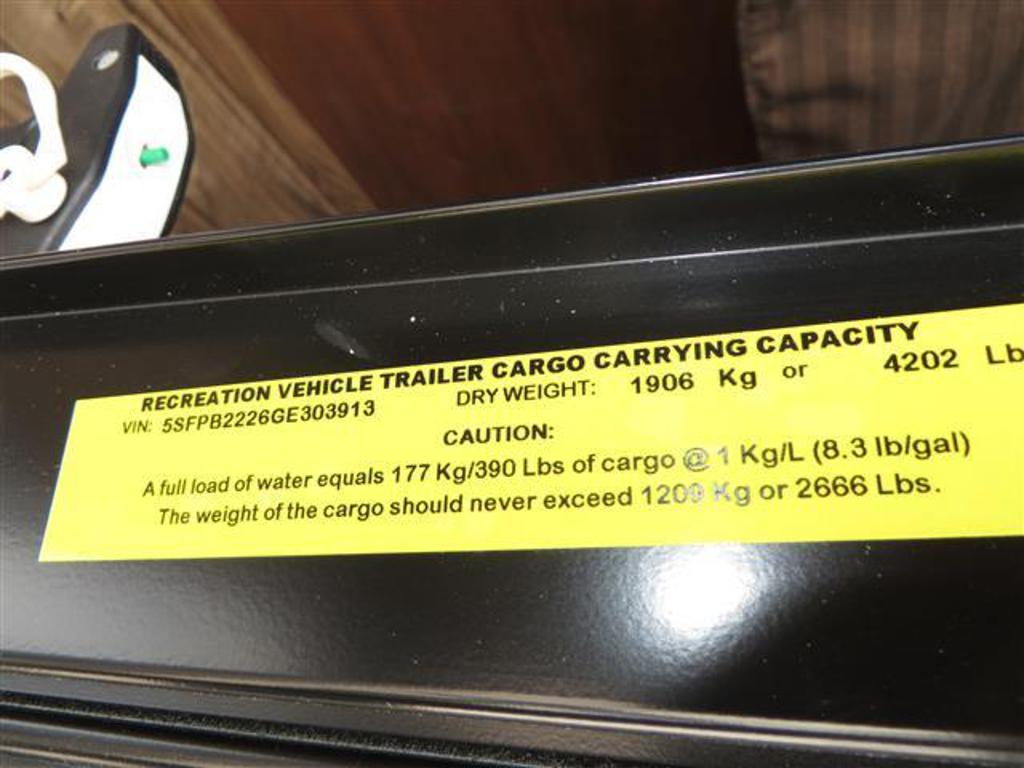 RECREATION VEHICLE TRAILER CARGO CARRYING CAPACITY
VIN: 5SFPB2226GE303913 DRY WEIGHT: 1906 Kg or 4202 Lb
CAUTION:
A full load of water equals 177 Kg/390 Lbs of cargo @ 1 Kg/L (8.3 lb/gal)
The weight of the cargo should never exceed 1209 Kg or 2666 Lbs.